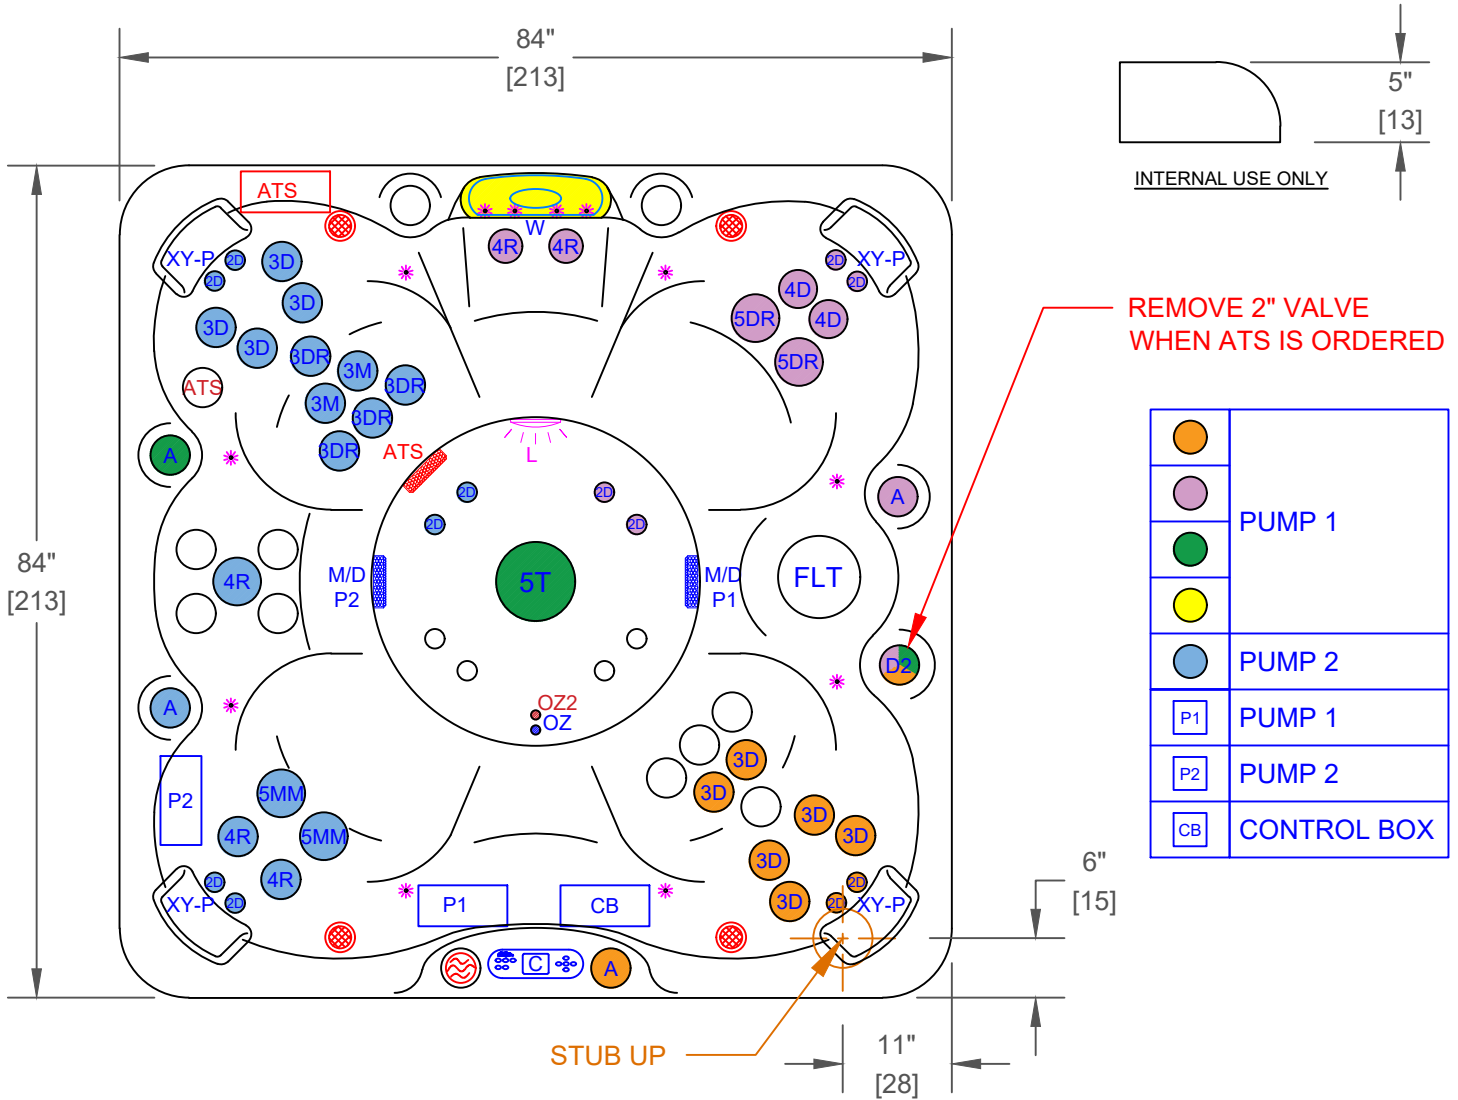 84"
[213]
5"
[13]
INTERNAL USE ONLY
ATS
W
4R
4R
XY-P
2D
2D
3D
3D
3D
3D
3DR
3M
3DR
3M
3DR
3DR
ATS
XY-P
2D
2D
4D
5DR
4D
5DR
REMOVE 2" VALVE
WHEN ATS IS ORDERED
A
ATS
L
2D
2D
2D
2D
A
84"
[213]
4R
M/D
P2
5T
M/D
P1
FLT
D2
A
OZ2
OZ
PUMP 1
PUMP 2
P1
PUMP 1
P2
PUMP 2
CB
CONTROL BOX
P2
5MM
4R
5MM
4R
2D
2D
XY-P
3D
3D
3D
3D
3D
3D
2D
2D
XY-P
P1
CB
C
A
6"
[15]
STUB UP
11"
[28]